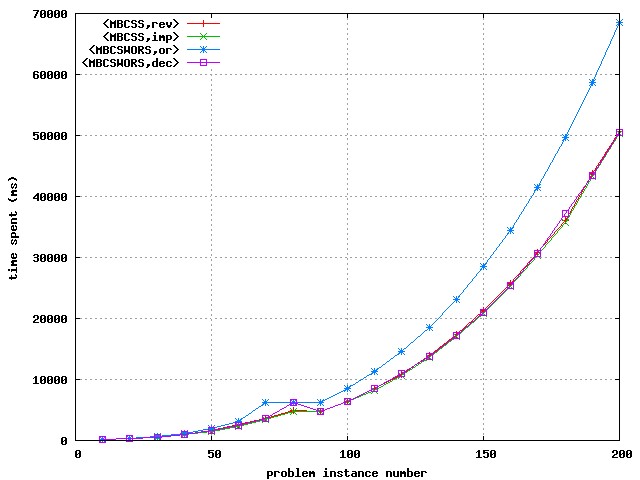 70000
60000
50000
40000
30000
20000
10000
0
time spent (ms)
<MBCSS,rev>
<MBCSS,imp>
<MBCSWORS,or>
<MBCSWORS,dec>
0 50 100 150 200
problem instance number